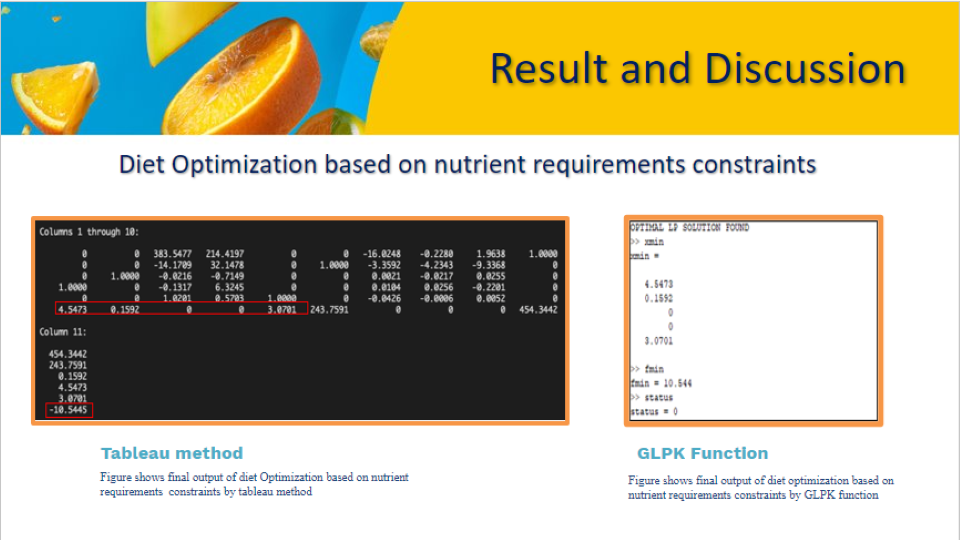 Result and Discussion
Diet Optimization based on nutrient requirements constraints
Columns 1 through 10:
0 0 383.5477 214.4197 0 0 -16.0248 -0.2280 1.9638 1.0000
0 0 -14.1709 32.1478 0 1.0000 -3.3592 -4.2343 -9.3368 0
0 1.0000 -0.0216 -0.7149 0 0 0.0021 -0.0217 0.0255 0
1.0000 0 -0.1317 6.3245 0 0 0.0104 0.0256 -0.2201 0
0 0 1.0201 0.5703 1.0000 0 -0.0426 -0.0006 0.0052 0
4.5473 0.1592 0 0 3.0701 243.7591 0 0 0 454.3442
Column 11:
454.3442
243.7591
0.1592
4.5473
3.0701
-10.5445
OPTIMAL LP SOLUTION FOUND
>> xmin
xmin =
4.5473
0.1592
0
0
3.0701
>> fmin
fmin = 10.544
>> status
status = 0
Tableau method
Figure shows final output of diet Optimization based on nutrient
requirements constraints by tableau method
GLPK Function
Figure shows final output of diet optimization based on
nutrient requirements constraints by GLPK function